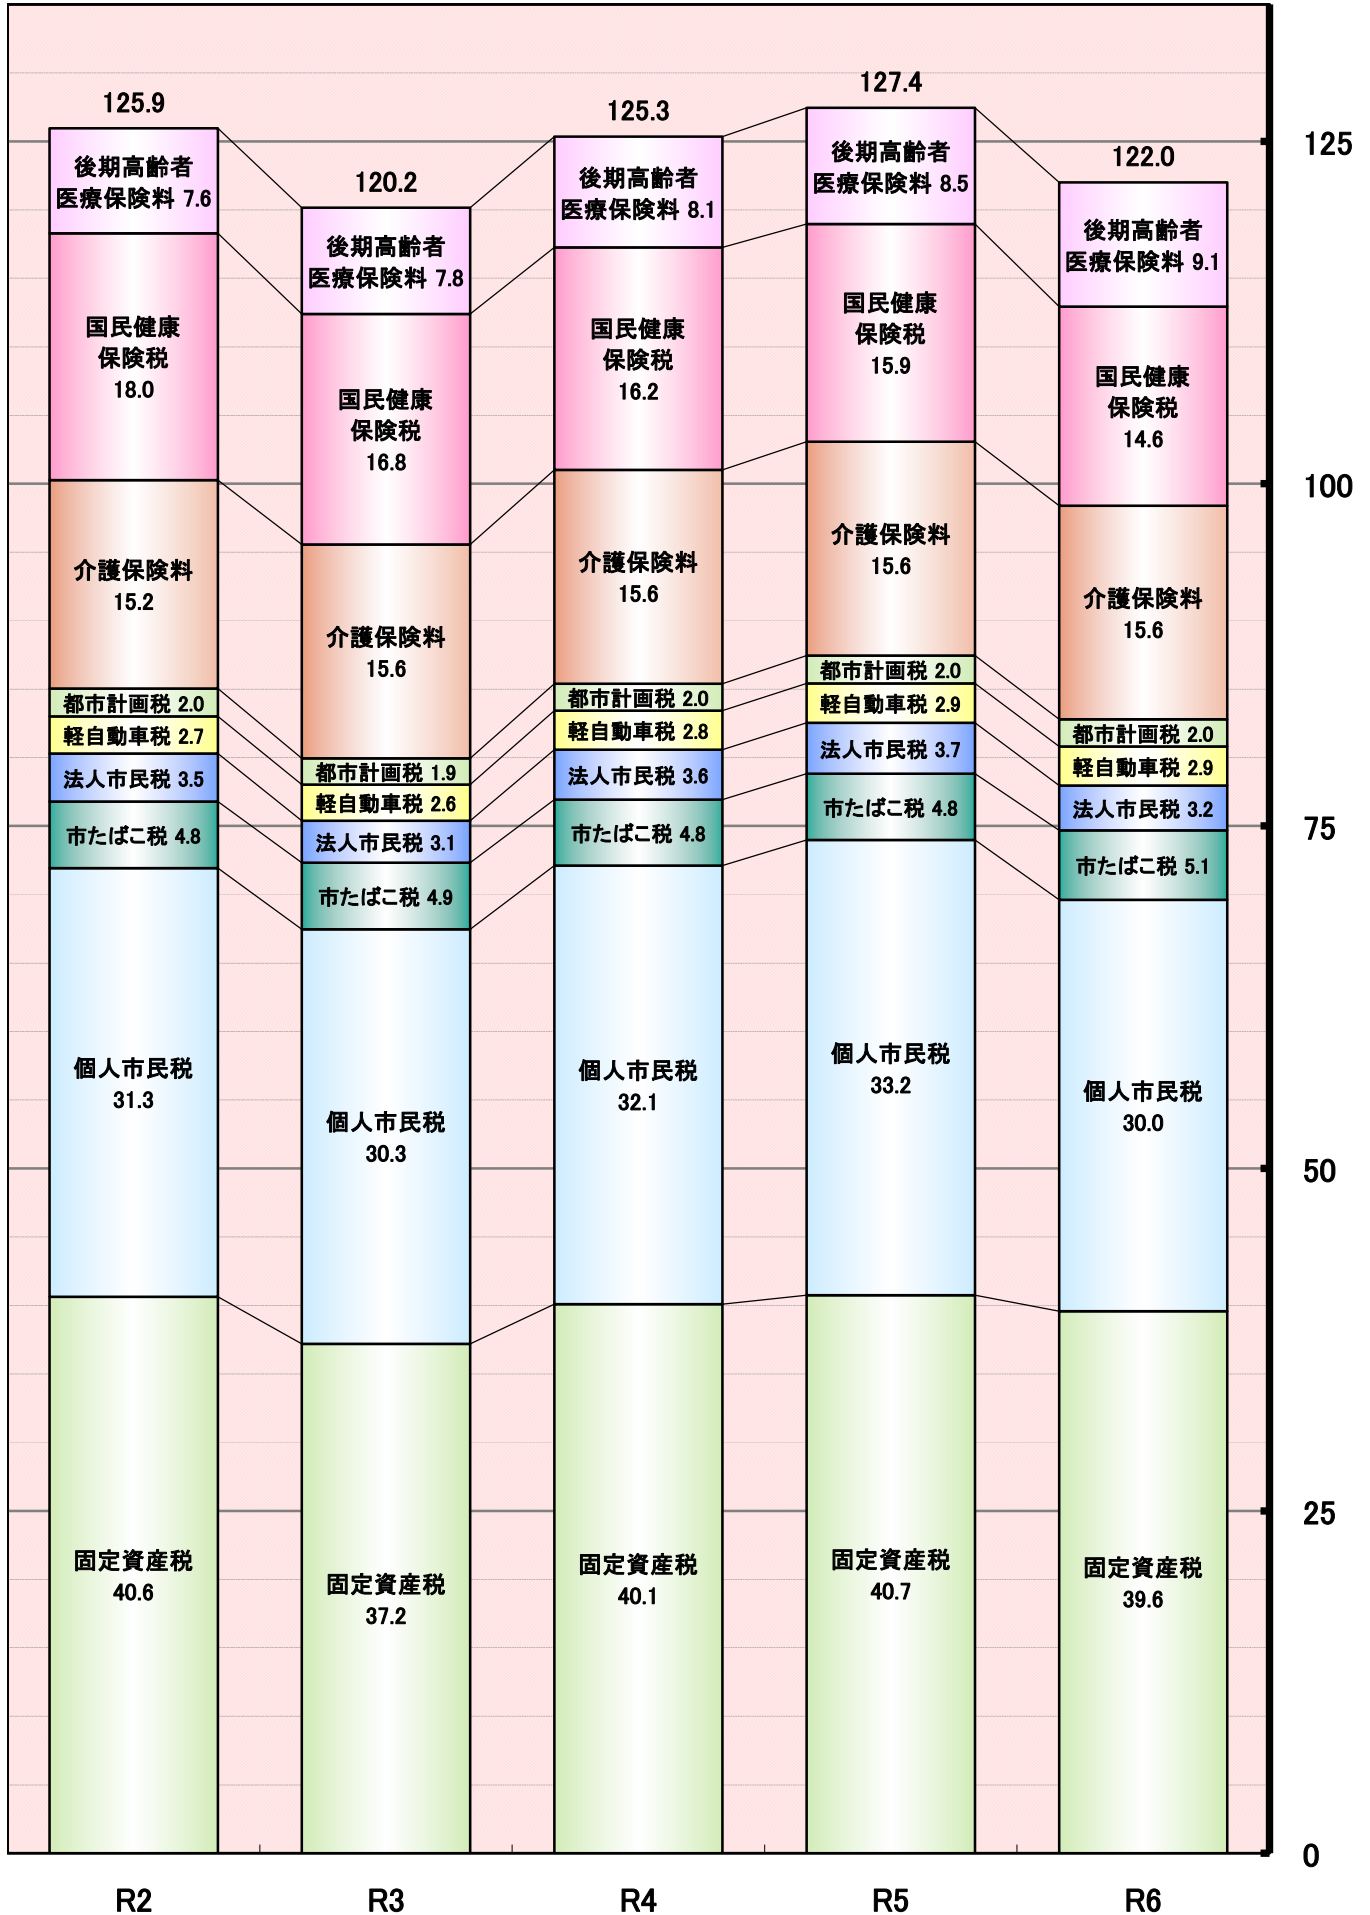 125.9
後期高齢者
医療保険料 7.6
国民健康
保険税
18.0
介護保険料
15.2
都市計画税 2.0
軽自動車税 2.7
法人市民税 3.5
市たばこ税 4.8
個人市民税
31.3
固定資産税
40.6
R2
120.2
後期高齢者
医療保険料 7.8
国民健康
保険税
16.8
介護保険料
15.6
都市計画税 1.9
軽自動車税 2.6
法人市民税 3.1
市たばこ税 4.9
個人市民税
30.3
固定資産税
37.2
R3
125.3
後期高齢者
医療保険料 8.1
国民健康
保険税
16.2
介護保険料
15.6
都市計画税 2.0
軽自動車税 2.8
法人市民税 3.6
市たばこ税 4.8
個人市民税
32.1
固定資産税
40.1
R4
127.4
後期高齢者
医療保険料 8.5
国民健康
保険税
15.9
介護保険料
15.6
都市計画税 2.0
軽自動車税 2.9
法人市民税 3.7
市たばこ税 4.8
個人市民税
33.2
固定資産税
40.7
R5
122.0
後期高齢者
医療保険料 9.1
国民健康
保険税
14.6
介護保険料
15.6
都市計画税 2.0
軽自動車税 2.9
法人市民税 3.2
市たばこ税 5.1
個人市民税
30.0
固定資産税
39.6
R6
125
100
75
50
25
0